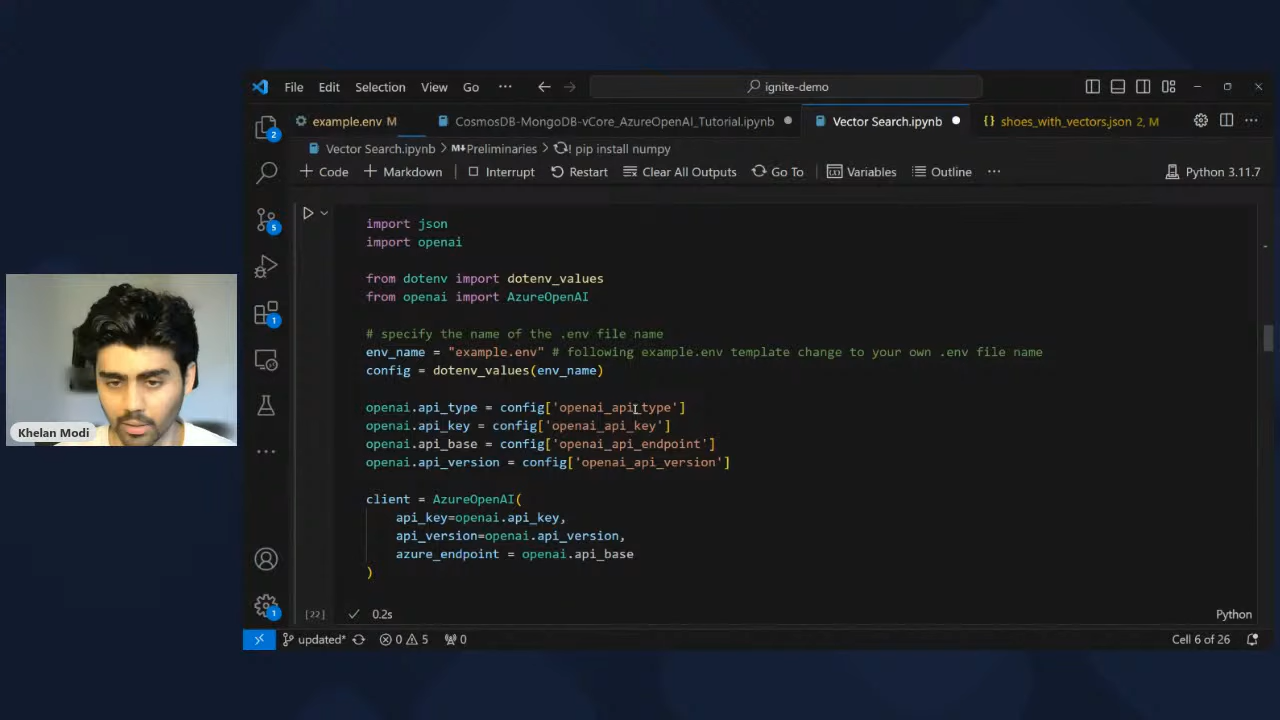 File Edit Selection View Go ··· ignite-demo
example.env M CosmosDB-MongoDB-vCore_AzureOpenAI_Tutorial.ipynb Vector Search.ipynb {} shoes_with_vectors.json 2, M
2
Vector Search.ipynb > M↓Preliminaries > ! pip install numpy
+ Code + Markdown Interrupt Restart Clear All Outputs Go To Variables Outline ··· Python 3.11.7
5
1
import json
import openai
from dotenv import dotenv_values
from openai import AzureOpenAI
# specify the name of the .env file name
env_name = "example.env" # following example.env template change to your own .env file name
config = dotenv_values(env_name)
openai.api_type = config['openai_api_type']
openai.api_key = config['openai_api_key']
openai.api_base = config['openai_api_endpoint']
openai.api_version = config['openai_api_version']
client = AzureOpenAI(
api_key=openai.api_key,
api_version=openai.api_version,
azure_endpoint = openai.api_base
)
Khelan Modi
[22] 0.2s Python
1
updated* 0 5 0 Cell 6 of 26